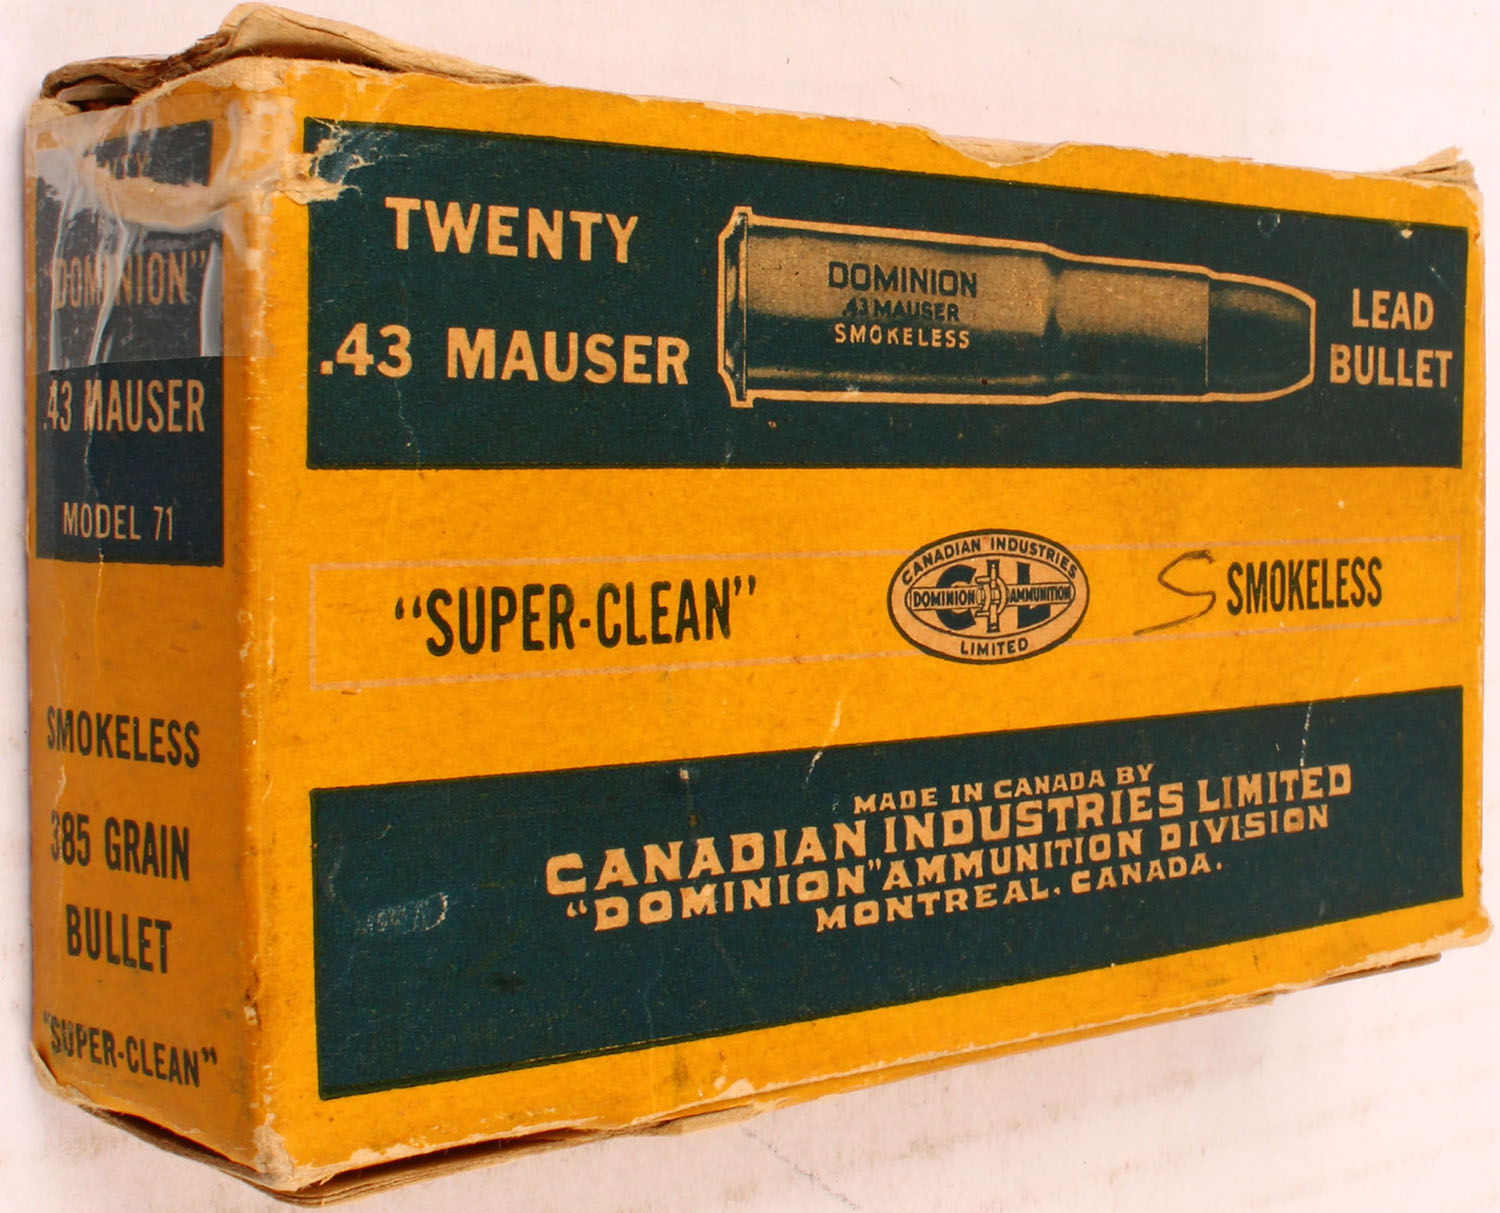 TWENTY
.43 MAUSER
DOMINION
.43 MAUSER
SMOKELESS
LEAD
BULLET
"SUPER-CLEAN"
CANADIAN INDUSTRIES
CIL
DOMINION AMMUNITION
LIMITED
S
SMOKELESS
MADE IN CANADA BY
CANADIAN INDUSTRIES LIMITED
"DOMINION" AMMUNITION DIVISION
MONTREAL. CANADA.
"DOMINION"
.43 MAUSER
MODEL 71
SMOKELESS
385 GRAIN
BULLET
"SUPER-CLEAN"